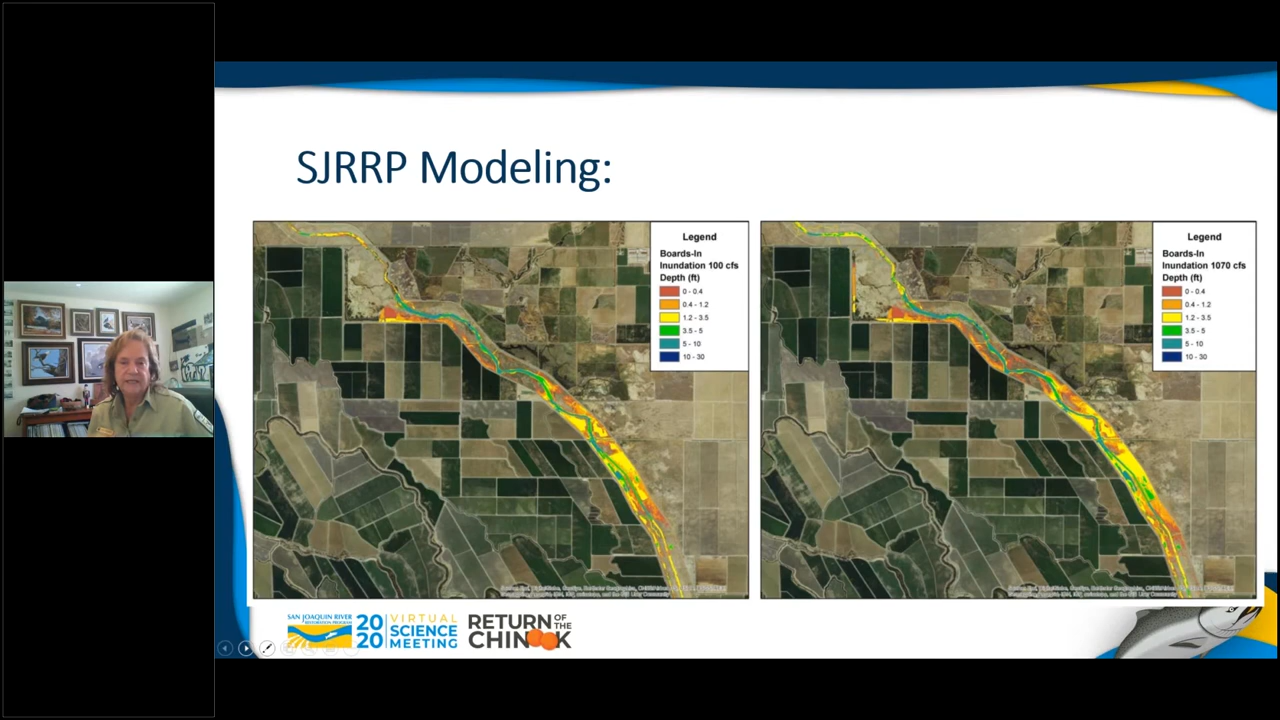 SJRRP Modeling:
Legend
Boards-In
Inundation 100 cfs
Depth (ft)
0 - 0.4
0.4 - 1.2
1.2 - 3.5
3.5 - 5
5 - 10
10 - 30
Legend
Boards-In
Inundation 1070 cfs
Depth (ft)
0 - 0.4
0.4 - 1.2
1.2 - 3.5
3.5 - 5
5 - 10
10 - 30
SAN JOAQUIN RIVER
RESTORATION PROGRAM
2020
VIRTUAL
SCIENCE
MEETING
RETURN OF THE
CHINOOK